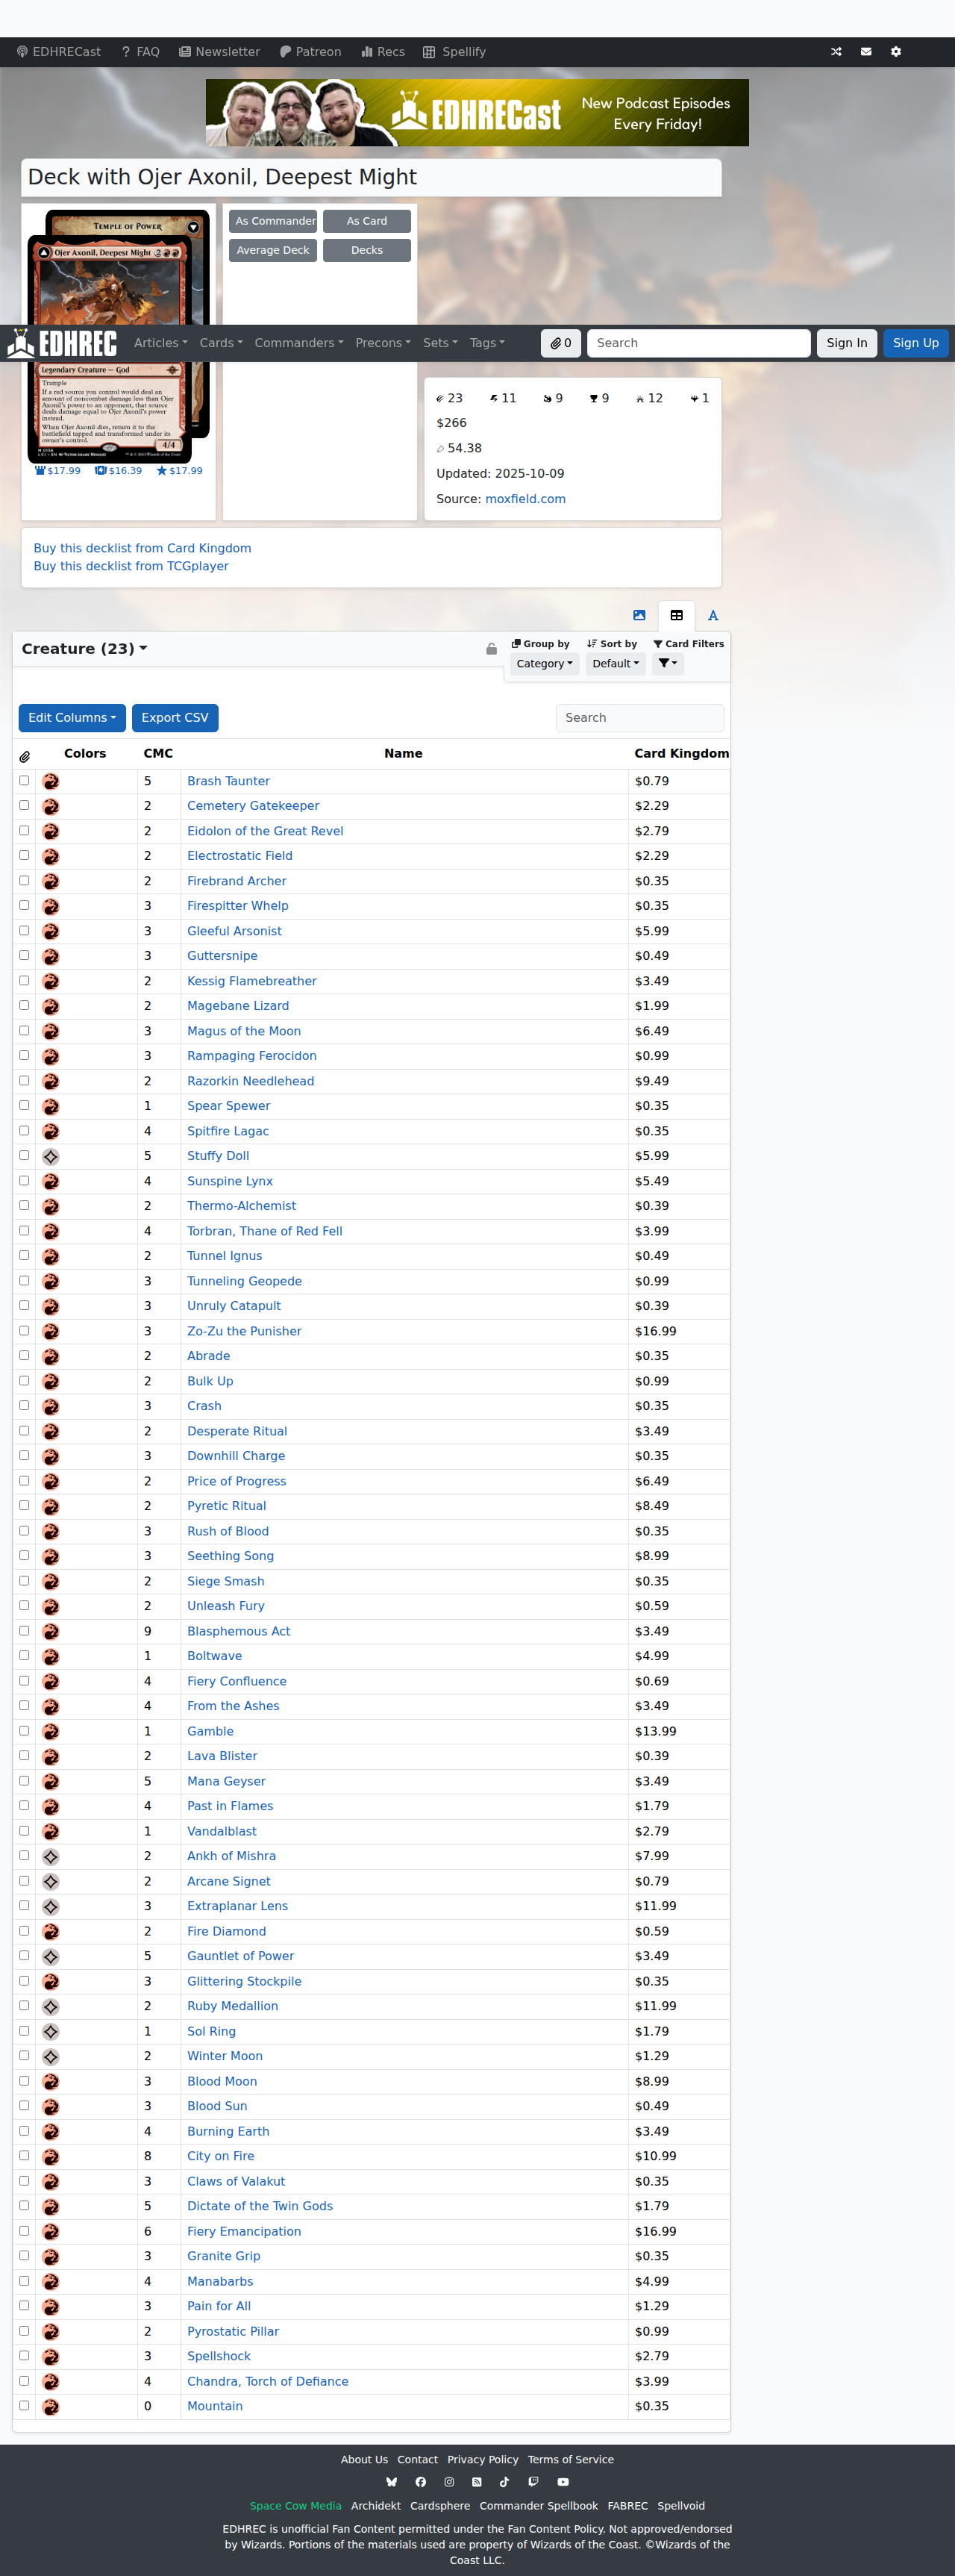 EDHRECast FAQ Newsletter Patreon Recs Spellify
EDHRECast
New Podcast Episodes
Every Friday!
Deck with Ojer Axonil, Deepest Might
Temple of Power
Ojer Axonil, Deepest Might 2
As Commander As Card
Average Deck Decks
EDHREC Articles Cards Commanders Precons Sets Tags 0 Search Sign In Sign Up
Legendary Creature — God
Trample
If a red source you control would deal an
amount of noncombat damage less than Ojer
Axonil's power to an opponent, that source
deals damage equal to Ojer Axonil's power
instead.
When Ojer Axonil dies, return it to the
battlefield tapped and transformed under its
owner's control.
4/4
$17.99 $16.39 $17.99
23 11 9 9 12 1
$266
54.38
Updated: 2025-10-09
Source: moxfield.com
Buy this decklist from Card Kingdom
Buy this decklist from TCGplayer
Creature (23)
Group by Sort by Card Filters
Category Default
Edit Columns Export CSV Search
Colors CMC Name Card Kingdom
5 Brash Taunter $0.79
2 Cemetery Gatekeeper $2.29
2 Eidolon of the Great Revel $2.79
2 Electrostatic Field $2.29
2 Firebrand Archer $0.35
3 Firespitter Whelp $0.35
3 Gleeful Arsonist $5.99
3 Guttersnipe $0.49
2 Kessig Flamebreather $3.49
2 Magebane Lizard $1.99
3 Magus of the Moon $6.49
3 Rampaging Ferocidon $0.99
2 Razorkin Needlehead $9.49
1 Spear Spewer $0.35
4 Spitfire Lagac $0.35
5 Stuffy Doll $5.99
4 Sunspine Lynx $5.49
2 Thermo-Alchemist $0.39
4 Torbran, Thane of Red Fell $3.99
2 Tunnel Ignus $0.49
3 Tunneling Geopede $0.99
3 Unruly Catapult $0.39
3 Zo-Zu the Punisher $16.99
2 Abrade $0.35
2 Bulk Up $0.99
3 Crash $0.35
2 Desperate Ritual $3.49
3 Downhill Charge $0.35
2 Price of Progress $6.49
2 Pyretic Ritual $8.49
3 Rush of Blood $0.35
3 Seething Song $8.99
2 Siege Smash $0.35
2 Unleash Fury $0.59
9 Blasphemous Act $3.49
1 Boltwave $4.99
4 Fiery Confluence $0.69
4 From the Ashes $3.49
1 Gamble $13.99
2 Lava Blister $0.39
5 Mana Geyser $3.49
4 Past in Flames $1.79
1 Vandalblast $2.79
2 Ankh of Mishra $7.99
2 Arcane Signet $0.79
3 Extraplanar Lens $11.99
2 Fire Diamond $0.59
5 Gauntlet of Power $3.49
3 Glittering Stockpile $0.35
2 Ruby Medallion $11.99
1 Sol Ring $1.79
2 Winter Moon $1.29
3 Blood Moon $8.99
3 Blood Sun $0.49
4 Burning Earth $3.49
8 City on Fire $10.99
3 Claws of Valakut $0.35
5 Dictate of the Twin Gods $1.79
6 Fiery Emancipation $16.99
3 Granite Grip $0.35
4 Manabarbs $4.99
3 Pain for All $1.29
2 Pyrostatic Pillar $0.99
3 Spellshock $2.79
4 Chandra, Torch of Defiance $3.99
0 Mountain $0.35
About Us Contact Privacy Policy Terms of Service
Space Cow Media Archidekt Cardsphere Commander Spellbook FABREC Spellvoid
EDHREC is unofficial Fan Content permitted under the Fan Content Policy. Not approved/endorsed
by Wizards. Portions of the materials used are property of Wizards of the Coast. ©Wizards of the
Coast LLC.